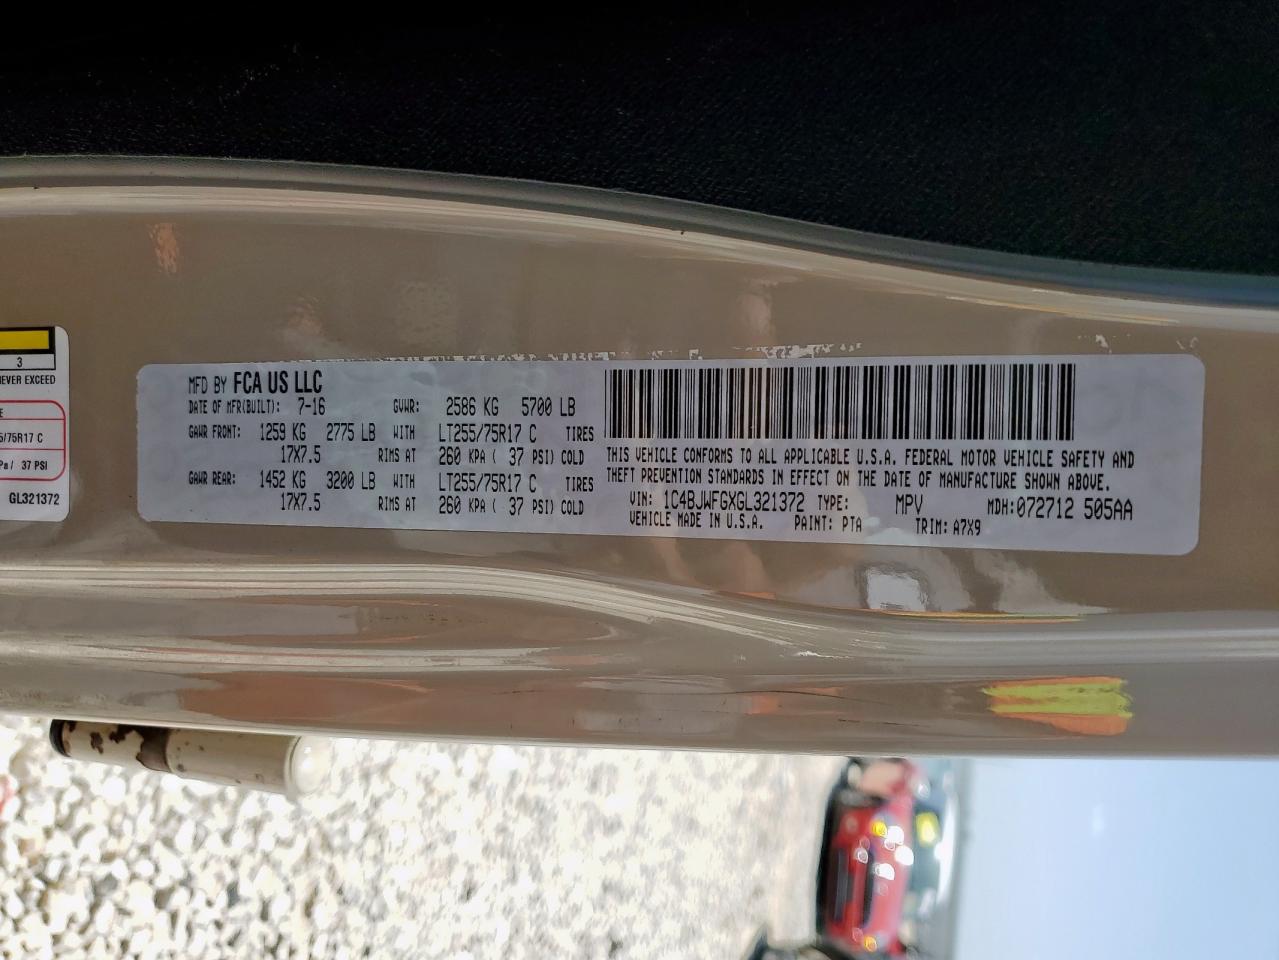 3
NEVER EXCEED
/75R17 C
Pa/ 37 PSI
GL321372
MFD BY FCA US LLC
DATE OF MFR(BUILT): 7-16 GVWR: 2586 KG 5700 LB
GAWR FRONT: 1259 KG 2775 LB WITH LT255/75R17 C TIRES
17X7.5 RIMS AT 260 KPA ( 37 PSI) COLD
GAWR REAR: 1452 KG 3200 LB WITH LT255/75R17 C TIRES
17X7.5 RIMS AT 260 KPA ( 37 PSI) COLD
THIS VEHICLE CONFORMS TO ALL APPLICABLE U.S.A. FEDERAL MOTOR VEHICLE SAFETY AND
THEFT PREVENTION STANDARDS IN EFFECT ON THE DATE OF MANUFACTURE SHOWN ABOVE.
VIN: 1C4BJWFGXGL321372 TYPE: MPV MDH:072712 505AA
VEHICLE MADE IN U.S.A. PAINT: PTA TRIM: A7X9